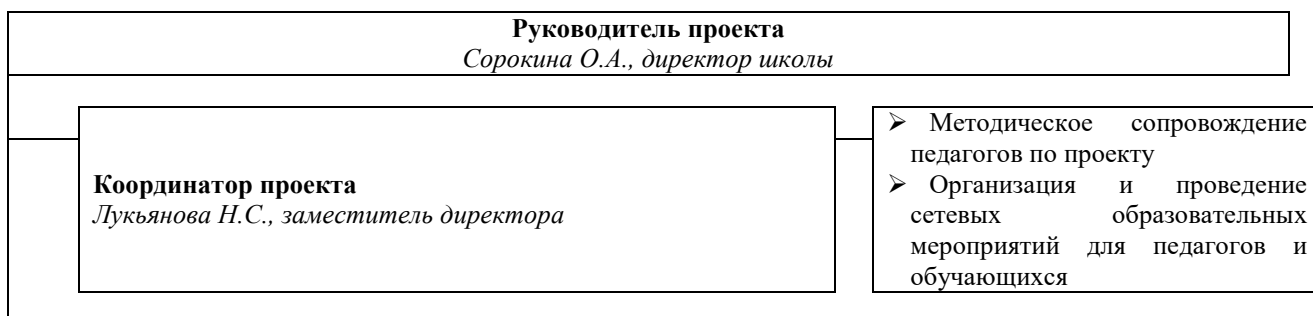 Руководитель проекта
Сорокина О.А., директор школы
Координатор проекта
Лукьянова Н.С., заместитель директора
➢ Методическое сопровождение
педагогов по проекту
➢ Организация и проведение
сетевых образовательных
мероприятий для педагогов и
обучающихся